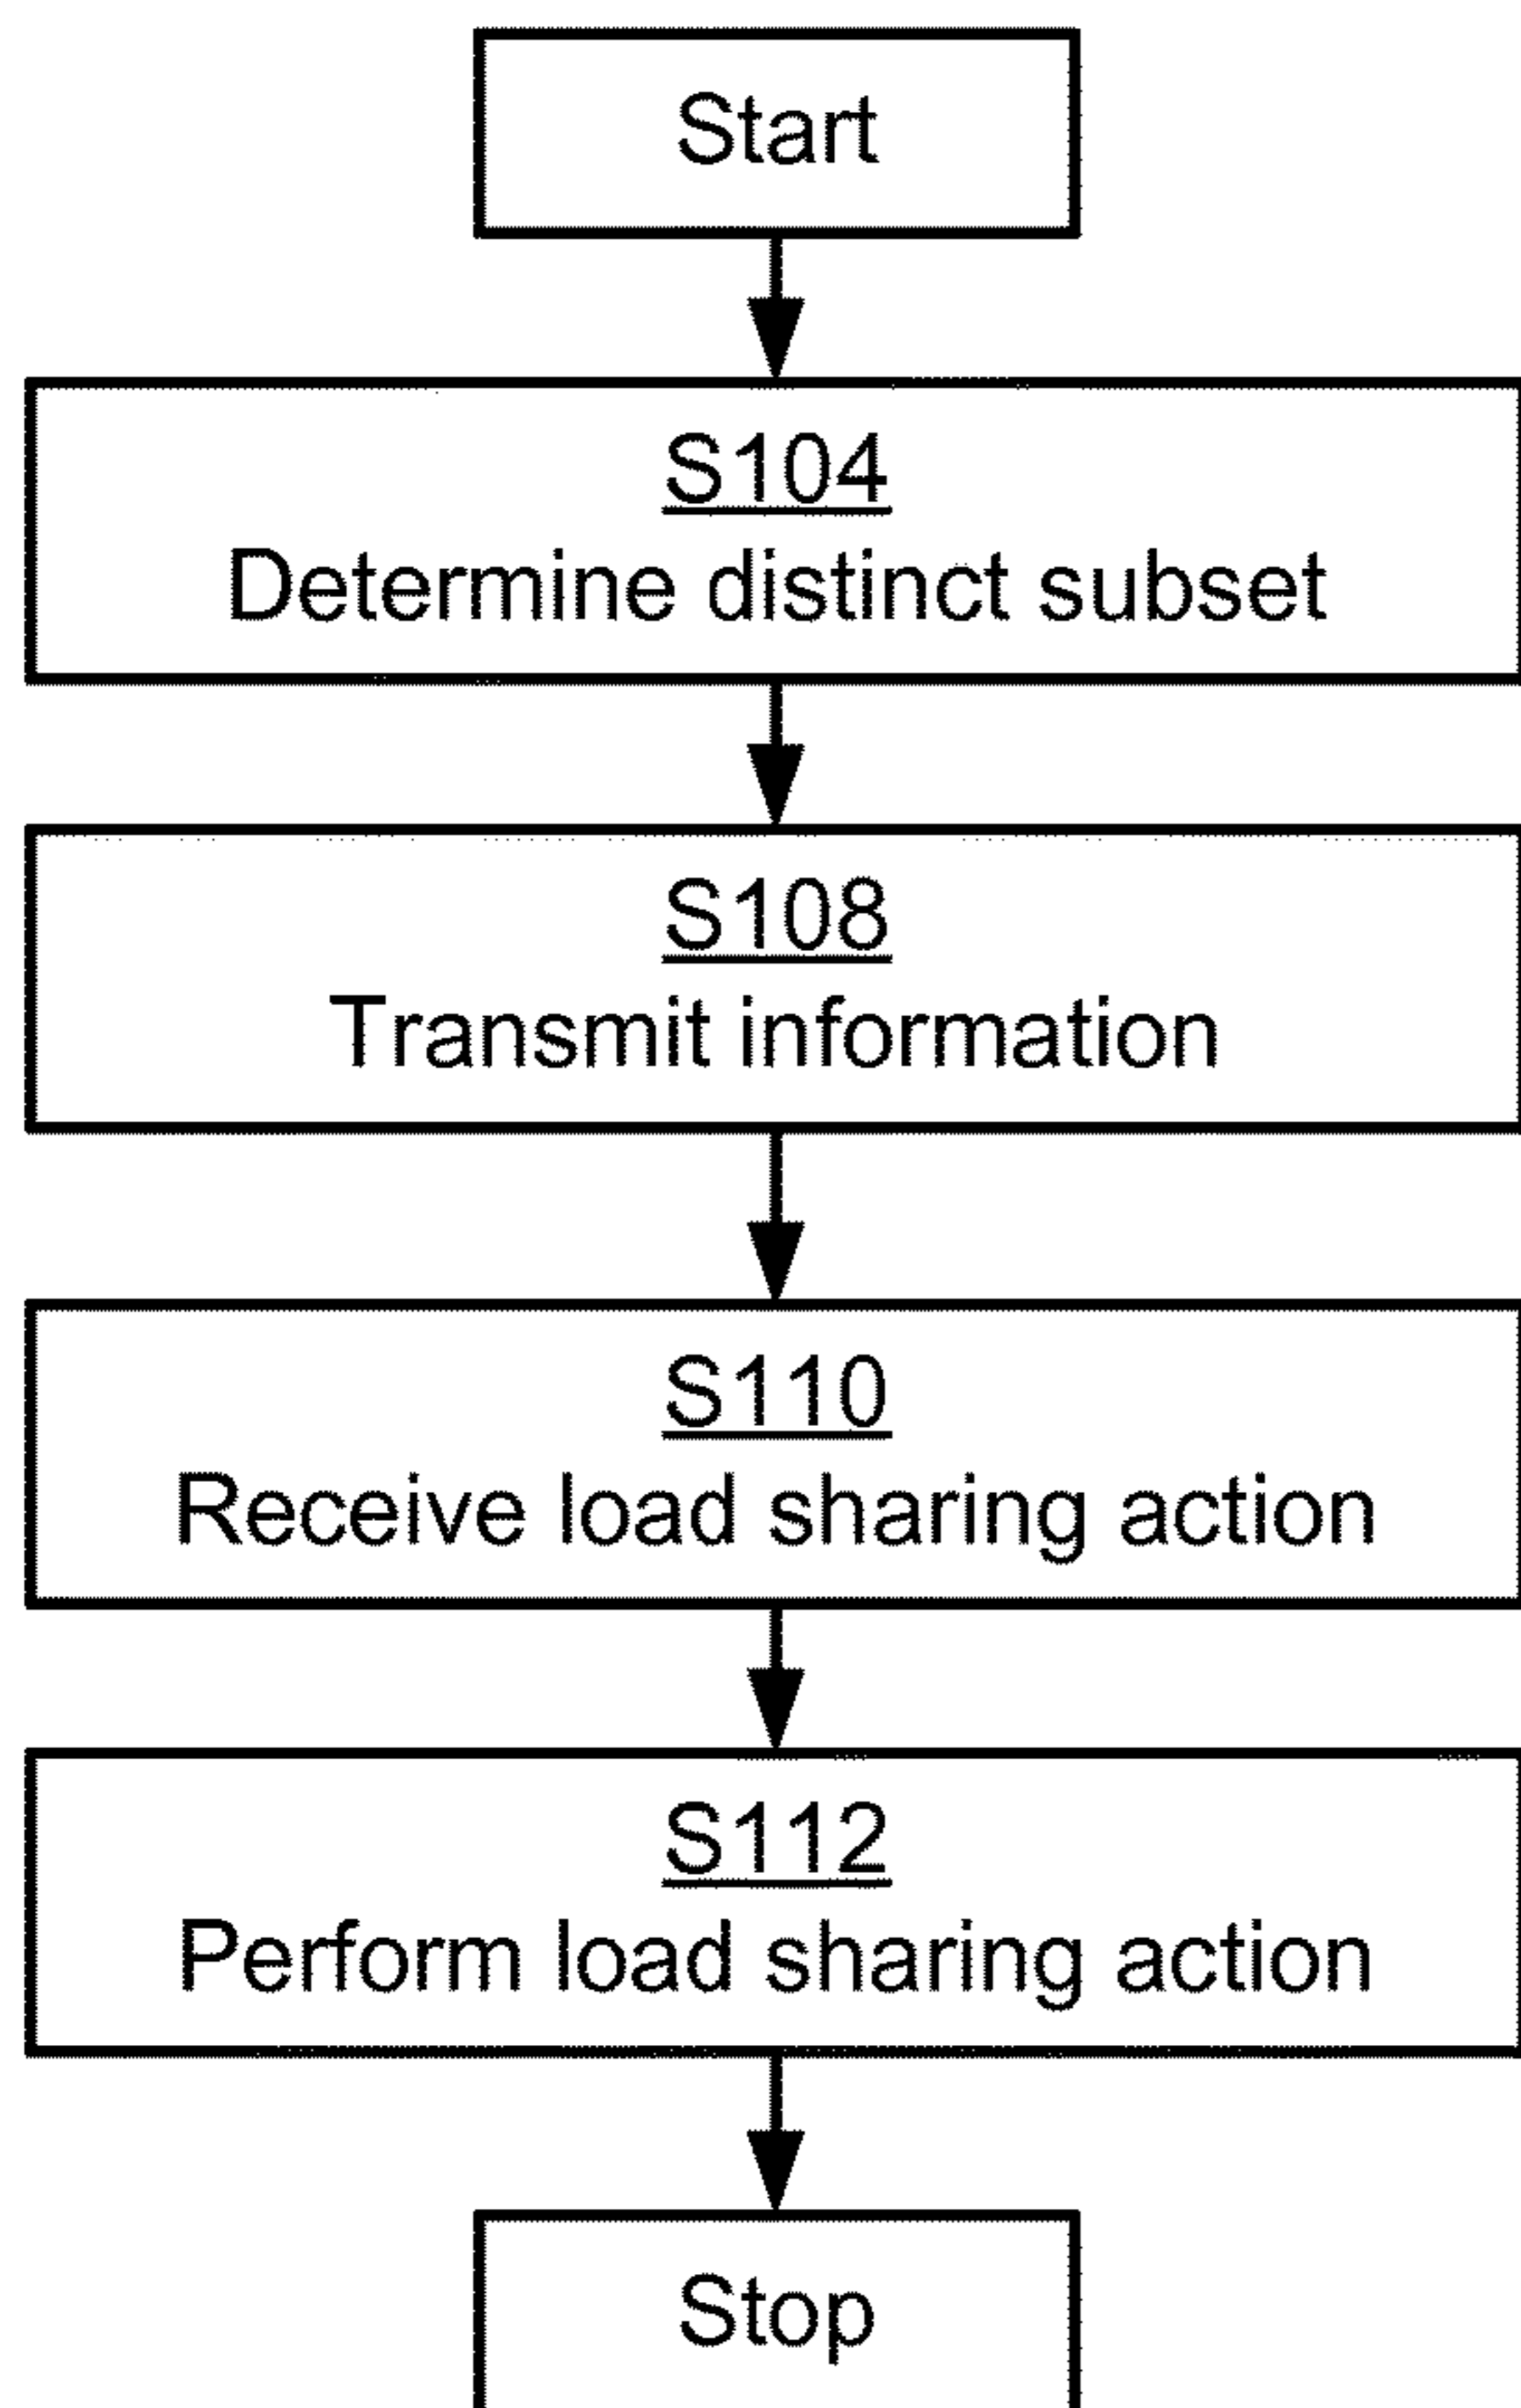 Start
S104
Determine distinct subset
S108
Transmit information
S110
Receive load sharing action
S112
Perform load sharing action
Stop